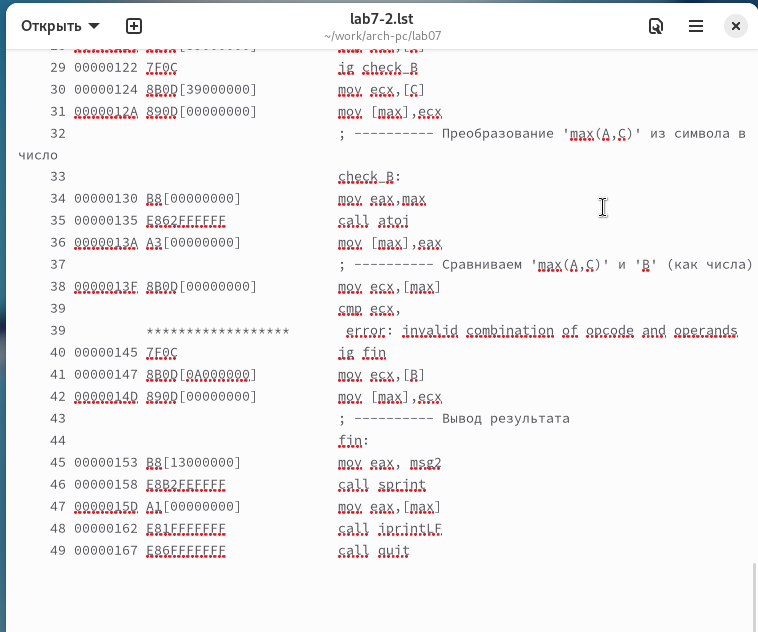 Открыть
lab7-2.lst
~/work/arch-pc/lab07
29 00000122 7F0C jg check_B
30 00000124 8B0D[39000000] mov ecx,[C]
31 0000012A 890D[00000000] mov [max],ecx
32 ; ---------- Преобразование 'max(A,C)' из символа в
число
33 check_B:
34 00000130 B8[00000000] mov eax,max
35 00000135 E862FFFFFF call atoi
36 0000013A A3[00000000] mov [max],eax
37 ; ---------- Сравниваем 'max(A,C)' и 'B' (как числа)
38 0000013F 8B0D[00000000] mov ecx,[max]
39 cmp ecx,
39 ****************** error: invalid combination of opcode and operands
40 00000145 7F0C jg fin
41 00000147 8B0D[0A000000] mov ecx,[B]
42 0000014D 890D[00000000] mov [max],ecx
43 ; ---------- Вывод результата
44 fin:
45 00000153 B8[13000000] mov eax, msg2
46 00000158 E8B2FEFFFF call sprint
47 0000015D A1[00000000] mov eax,[max]
48 00000162 E81FFFFFFF call iprintLF
49 00000167 E86FFFFFFF call quit